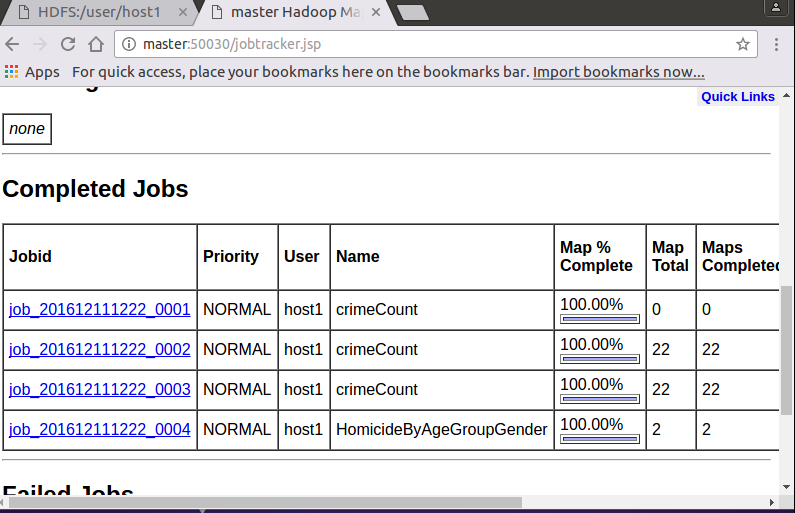 HDFS:/user/host1
master Hadoop Ma
master:50030/jobtracker.jsp
Apps For quick access, place your bookmarks here on the bookmarks bar. Import bookmarks now...
Quick Links
none
Completed Jobs
Jobid Priority User Name Map % Complete Map Total Maps Completed
job_201612111222_0001 NORMAL host1 crimeCount 100.00% 0 0
job_201612111222_0002 NORMAL host1 crimeCount 100.00% 22 22
job_201612111222_0003 NORMAL host1 crimeCount 100.00% 22 22
job_201612111222_0004 NORMAL host1 HomicideByAgeGroupGender 100.00% 2 2
Failed Jobs